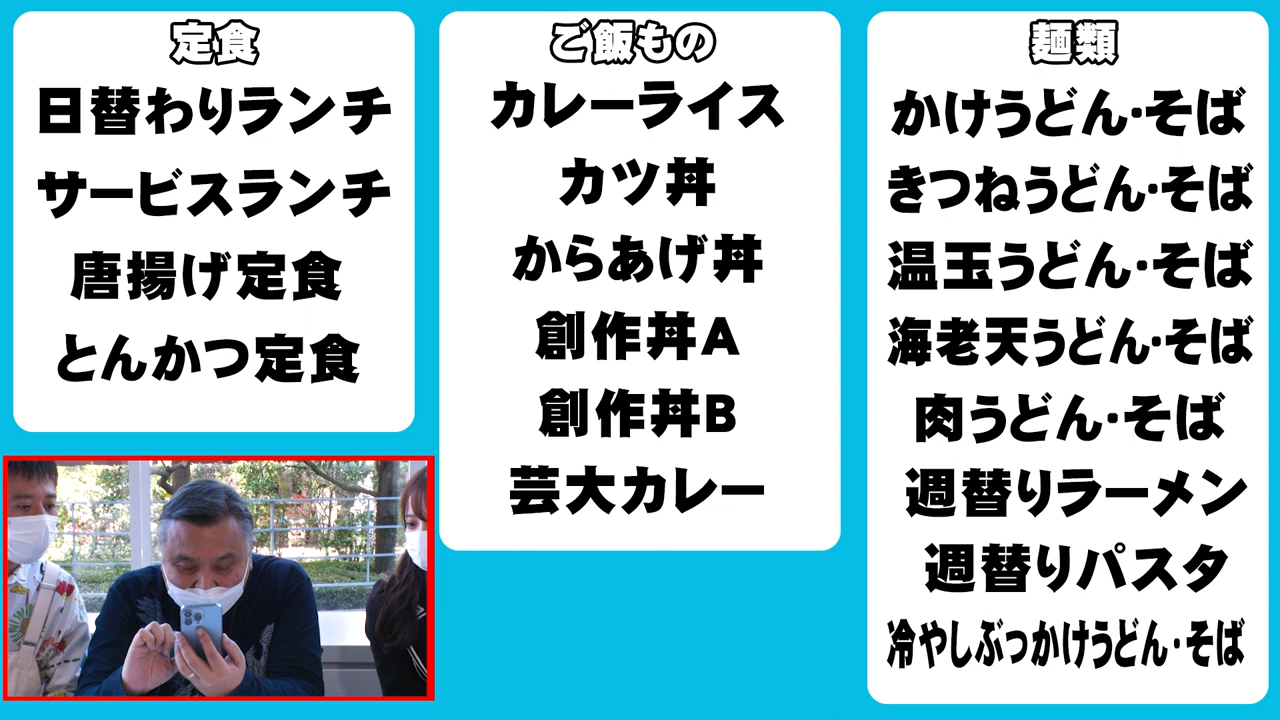 定食
日替わりランチ
サービスランチ
唐揚げ定食
とんかつ定食
ご飯もの
カレーライス
カツ丼
からあげ丼
創作丼A
創作丼B
芸大カレー
麺類
かけうどん・そば
きつねうどん・そば
温玉うどん・そば
海老天うどん・そば
肉うどん・そば
週替りラーメン
週替りパスタ
冷やしぶっかけうどん・そば